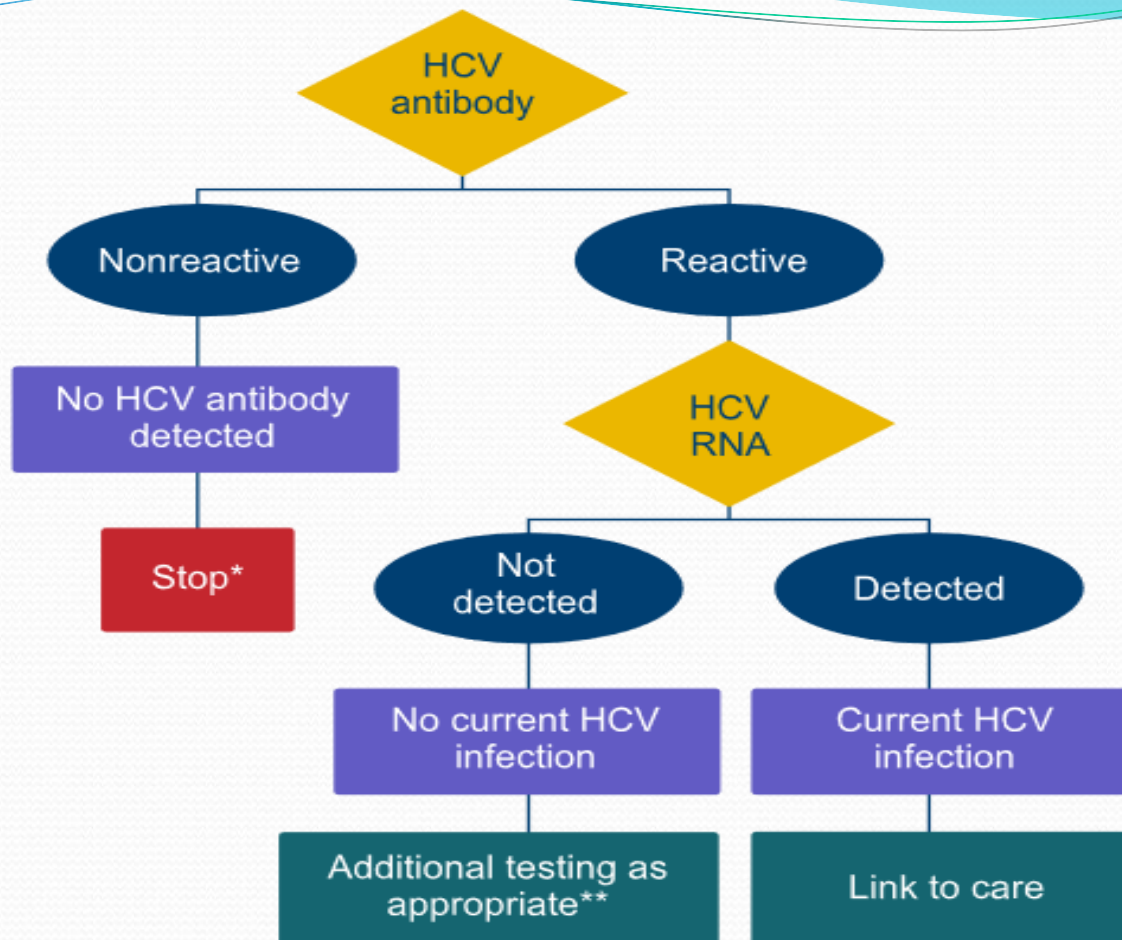 HCV
antibody
Nonreactive
Reactive
No HCV antibody
detected
HCV
RNA
Stop*
Not
detected
Detected
No current HCV
infection
Current HCV
infection
Additional testing as
appropriate**
Link to care